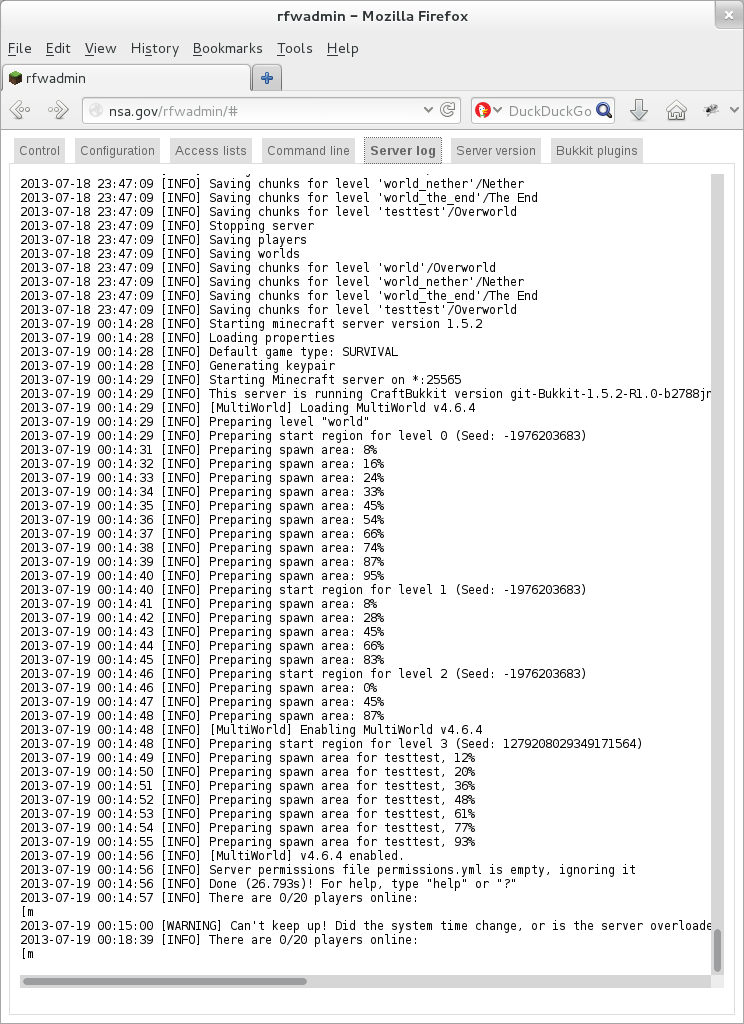 rfwadmin - Mozilla Firefox
File Edit View History Bookmarks Tools Help
rfwadmin
nsa.gov/rfwadmin/#
DuckDuckGo
Control Configuration Access lists Command line Server log Server version Bukkit plugins
2013-07-18 23:47:09 [INFO] Saving chunks for level 'world_nether'/Nether
2013-07-18 23:47:09 [INFO] Saving chunks for level 'world_the_end'/The End
2013-07-18 23:47:09 [INFO] Saving chunks for level 'testtest'/Overworld
2013-07-18 23:47:09 [INFO] Stopping server
2013-07-18 23:47:09 [INFO] Saving players
2013-07-18 23:47:09 [INFO] Saving worlds
2013-07-18 23:47:09 [INFO] Saving chunks for level 'world'/Overworld
2013-07-18 23:47:09 [INFO] Saving chunks for level 'world_nether'/Nether
2013-07-18 23:47:09 [INFO] Saving chunks for level 'world_the_end'/The End
2013-07-18 23:47:09 [INFO] Saving chunks for level 'testtest'/Overworld
2013-07-19 00:14:28 [INFO] Starting minecraft server version 1.5.2
2013-07-19 00:14:28 [INFO] Loading properties
2013-07-19 00:14:28 [INFO] Default game type: SURVIVAL
2013-07-19 00:14:28 [INFO] Generating keypair
2013-07-19 00:14:29 [INFO] Starting Minecraft server on *:25565
2013-07-19 00:14:29 [INFO] This server is running CraftBukkit version git-Bukkit-1.5.2-R1.0-b2788jn
2013-07-19 00:14:29 [INFO] [MultiWorld] Loading MultiWorld v4.6.4
2013-07-19 00:14:29 [INFO] Preparing level "world"
2013-07-19 00:14:29 [INFO] Preparing start region for level 0 (Seed: -1976203683)
2013-07-19 00:14:31 [INFO] Preparing spawn area: 8%
2013-07-19 00:14:32 [INFO] Preparing spawn area: 16%
2013-07-19 00:14:33 [INFO] Preparing spawn area: 24%
2013-07-19 00:14:34 [INFO] Preparing spawn area: 33%
2013-07-19 00:14:35 [INFO] Preparing spawn area: 45%
2013-07-19 00:14:36 [INFO] Preparing spawn area: 54%
2013-07-19 00:14:37 [INFO] Preparing spawn area: 66%
2013-07-19 00:14:38 [INFO] Preparing spawn area: 74%
2013-07-19 00:14:39 [INFO] Preparing spawn area: 87%
2013-07-19 00:14:40 [INFO] Preparing spawn area: 95%
2013-07-19 00:14:40 [INFO] Preparing start region for level 1 (Seed: -1976203683)
2013-07-19 00:14:41 [INFO] Preparing spawn area: 8%
2013-07-19 00:14:42 [INFO] Preparing spawn area: 28%
2013-07-19 00:14:43 [INFO] Preparing spawn area: 45%
2013-07-19 00:14:44 [INFO] Preparing spawn area: 66%
2013-07-19 00:14:45 [INFO] Preparing spawn area: 83%
2013-07-19 00:14:46 [INFO] Preparing start region for level 2 (Seed: -1976203683)
2013-07-19 00:14:46 [INFO] Preparing spawn area: 0%
2013-07-19 00:14:47 [INFO] Preparing spawn area: 45%
2013-07-19 00:14:48 [INFO] Preparing spawn area: 87%
2013-07-19 00:14:48 [INFO] [MultiWorld] Enabling MultiWorld v4.6.4
2013-07-19 00:14:48 [INFO] Preparing start region for level 3 (Seed: 1279208029349171564)
2013-07-19 00:14:49 [INFO] Preparing spawn area for testtest, 12%
2013-07-19 00:14:50 [INFO] Preparing spawn area for testtest, 20%
2013-07-19 00:14:51 [INFO] Preparing spawn area for testtest, 36%
2013-07-19 00:14:52 [INFO] Preparing spawn area for testtest, 48%
2013-07-19 00:14:53 [INFO] Preparing spawn area for testtest, 61%
2013-07-19 00:14:54 [INFO] Preparing spawn area for testtest, 77%
2013-07-19 00:14:55 [INFO] Preparing spawn area for testtest, 93%
2013-07-19 00:14:56 [INFO] [MultiWorld] v4.6.4 enabled.
2013-07-19 00:14:56 [INFO] Server permissions file permissions.yml is empty, ignoring it
2013-07-19 00:14:56 [INFO] Done (26.793s)! For help, type "help" or "?"
2013-07-19 00:14:57 [INFO] There are 0/20 players online:
[m
2013-07-19 00:15:00 [WARNING] Can't keep up! Did the system time change, or is the server overloade
2013-07-19 00:18:39 [INFO] There are 0/20 players online:
[m